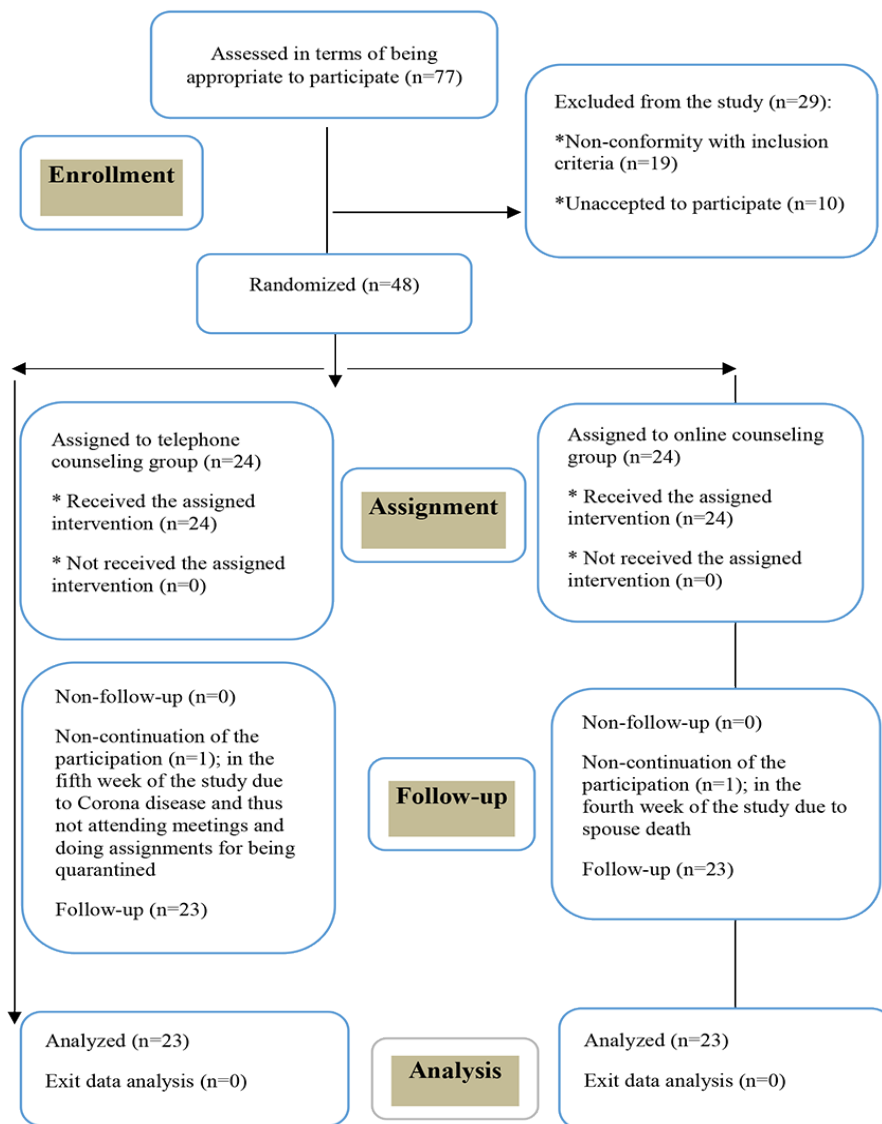 Assessed in terms of being
appropriate to participate (n=77)
Excluded from the study (n=29):
*Non-conformity with inclusion
criteria (n=19)
*Unaccepted to participate (n=10)
Enrollment
Randomized (n=48)
Assigned to telephone
counseling group (n=24)
* Received the assigned
intervention (n=24)
* Not received the assigned
intervention (n=0)
Assignment
Assigned to online counseling
group (n=24)
* Received the assigned
intervention (n=24)
* Not received the assigned
intervention (n=0)
Non-follow-up (n=0)
Non-continuation of the
participation (n=1); in the
fifth week of the study due
to Corona disease and thus
not attending meetings and
doing assignments for being
quarantined
Follow-up (n=23)
Follow-up
Non-follow-up (n=0)
Non-continuation of the
participation (n=1); in the
fourth week of the study due to
spouse death
Follow-up (n=23)
Analyzed (n=23)
Exit data analysis (n=0)
Analysis
Analyzed (n=23)
Exit data analysis (n=0)